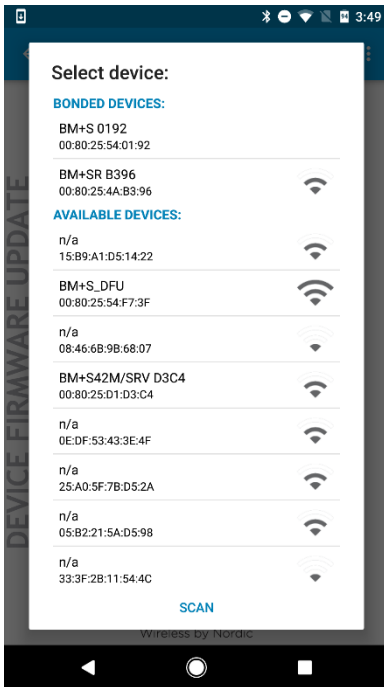 94 3:49
Select device:
BONDED DEVICES:
BM+S 0192
00:80:25:54:01:92
BM+SR B396
00:80:25:4A:B3:96
AVAILABLE DEVICES:
n/a
15:B9:A1:D5:14:22
BM+S_DFU
00:80:25:54:F7:3F
n/a
08:46:6B:9B:68:07
BM+S42M/SRV D3C4
00:80:25:D1:D3:C4
n/a
0E:DF:53:43:3E:4F
n/a
25:A0:5F:7B:D5:2A
n/a
05:B2:21:5A:D5:98
n/a
33:3F:2B:11:54:4C
SCAN
DEVICE FIRMWARE UPDATE
Wireless by Nordic